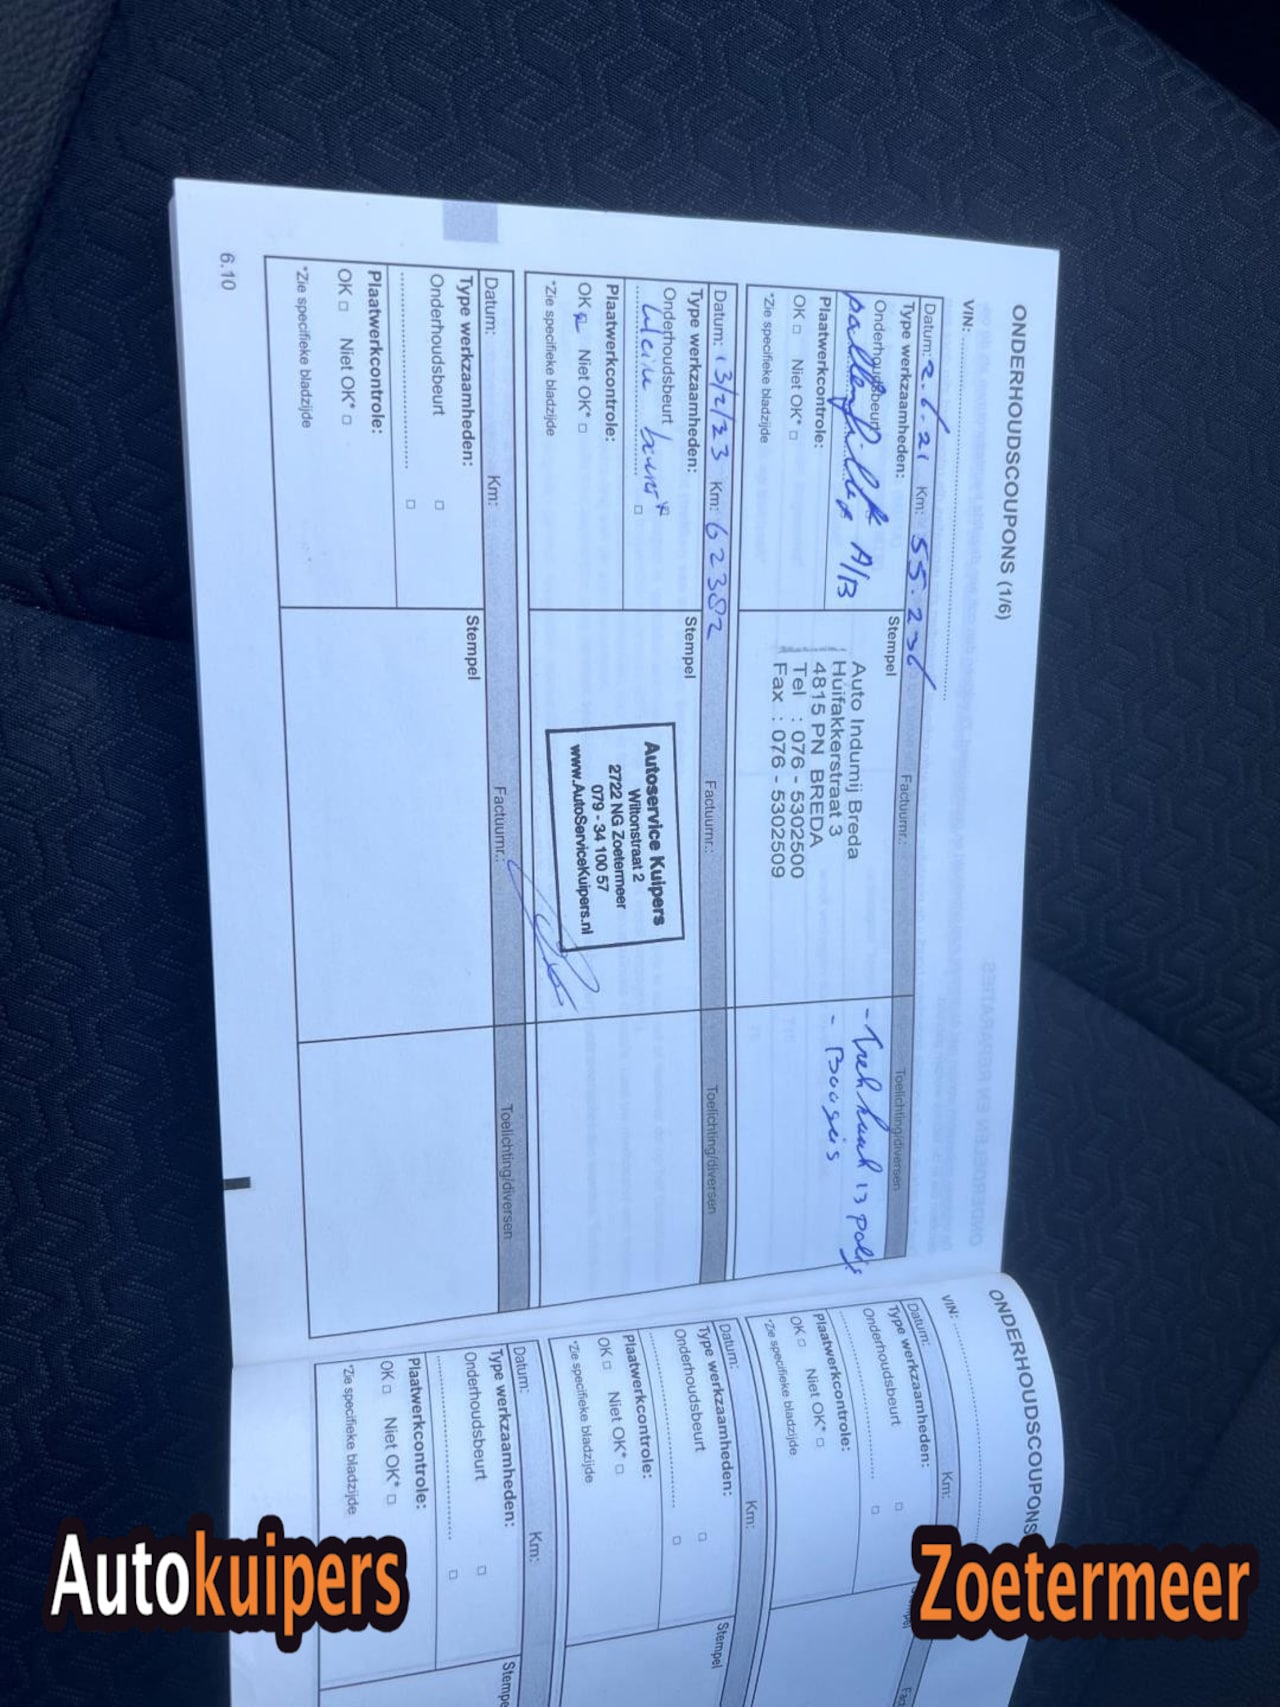 ONDERHOUDSCOUPONS (1/6)
VIN:
Datum: 2.6.21 Km: 55.236 Factuurnr.: Toelichting/diversen
Type werkzaamheden:
Onderhoudsbeurt
pollenfilter A/B
Plaatwerkcontrole:
OK □ Niet OK* □
*Zie specifieke bladzijde
Stempel
Auto Indumij Breda
Huifakkerstraat 3
4815 PN BREDA
Tel : 076 - 5302500
Fax : 076 - 5302509
- Trekhaak is
- Bougies
Datum: 13/2/23 Km: 62382 Factuurnr.: Toelichting/diversen
Type werkzaamheden:
Onderhoudsbeurt
kleine beurt □
Plaatwerkcontrole:
OK Niet OK* □
*Zie specifieke bladzijde
Stempel
Autoservice Kuipers
Wiltonstraat 2
2722 NG Zoetermeer
079 - 34 100 57
www.AutoServiceKuipers.nl
Datum: Km: Factuurnr.: Toelichting/diversen
Type werkzaamheden:
Onderhoudsbeurt □
□
Plaatwerkcontrole:
OK □ Niet OK* □
*Zie specifieke bladzijde
Stempel
6.10
ONDERHOUDSCOUPONS
VIN:
Datum: Km:
Type werkzaamheden:
Onderhoudsbeurt □
□
Plaatwerkcontrole:
OK □ Niet OK* □
*Zie specifieke bladzijde
Datum: Km:
Type werkzaamheden:
Onderhoudsbeurt □
□
Plaatwerkcontrole:
OK □ Niet OK* □
*Zie specifieke bladzijde
Stempel
Datum: Km:
Type werkzaamheden:
Onderhoudsbeurt □
□
Plaatwerkcontrole:
OK □ Niet OK* □
*Zie specifieke bladzijde
Stempe
Autokuipers
Zoetermeer